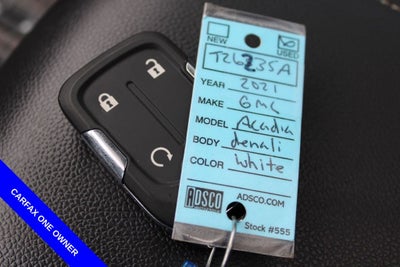 NEW
USED
T26235A
YEAR 2021
MAKE GMC
MODEL Acadia
BODY denali
COLOR white
ADSCO ADSCO.COM
Stock #555
CARFAX ONE OWNER